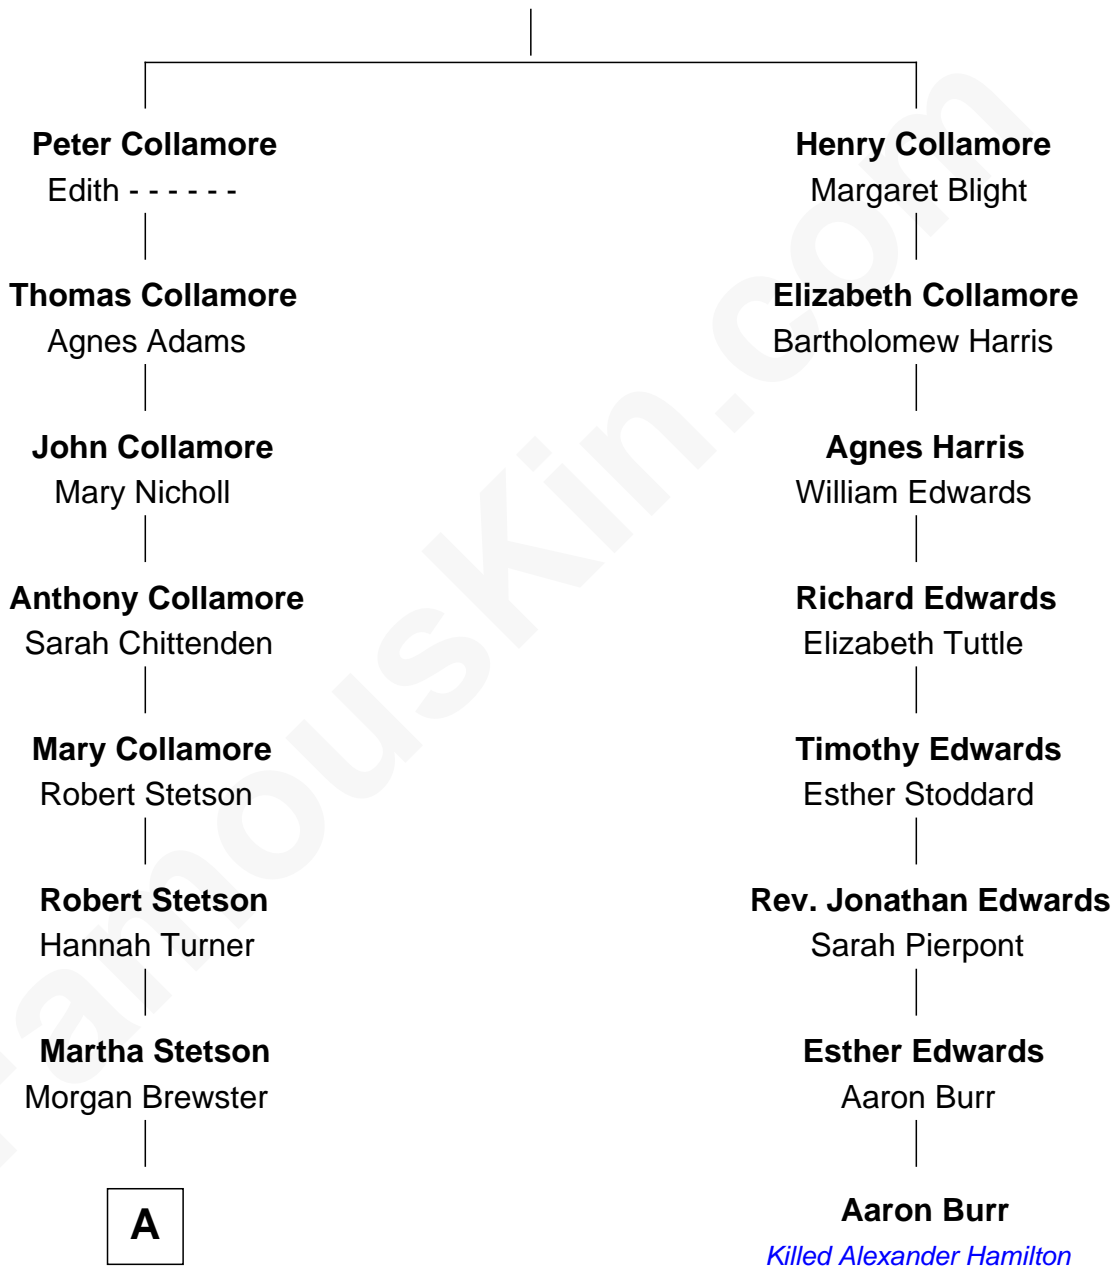 Peter Collamore
Edith - - - - - -
Thomas Collamore
Agnes Adams
John Collamore
Mary Nicholl
Anthony Collamore
Sarah Chittenden
Mary Collamore
Robert Stetson
Robert Stetson
Hannah Turner
Martha Stetson
Morgan Brewster
A
Henry Collamore
Margaret Blight
Elizabeth Collamore
Bartholomew Harris
Agnes Harris
William Edwards
Richard Edwards
Elizabeth Tuttle
Timothy Edwards
Esther Stoddard
Rev. Jonathan Edwards
Sarah Pierpont
Esther Edwards
Aaron Burr
Aaron Burr
Killed Alexander Hamilton
FamousKin.com